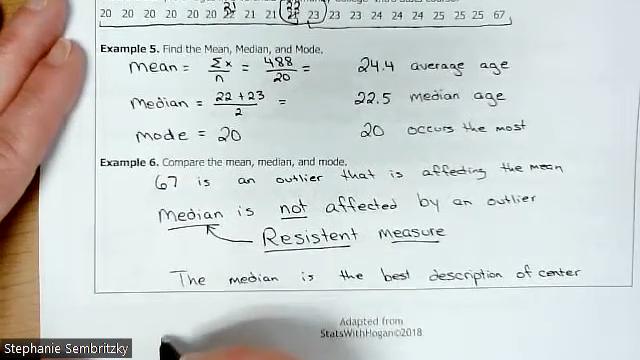 20 20 20 20 20 20 22 21 21 23 23 23 24 24 24 25 25 25 67
Example 5. Find the Mean, Median, and Mode.
mean = Σx / n = 488 / 20 = 24.4 average age
median = 22 + 23 / 2 = 22.5 median age
mode = 20 20 occurs the most
Example 6. Compare the mean, median, and mode.
67 is an outlier that is affecting the mean
Median is not affected by an outlier
Resistent measure
The median is the best description of center
Adapted from
StatsWithHogan©2018
Stephanie Sembritzky